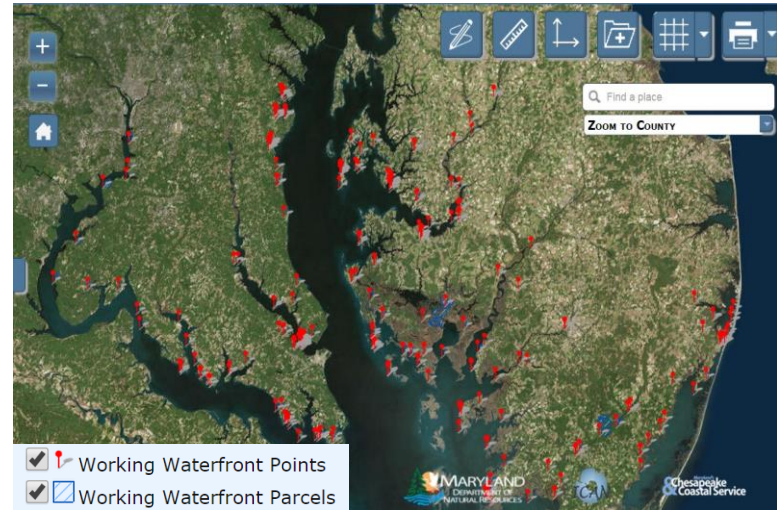 Find a place
ZOOM TO COUNTY
Working Waterfront Points
Working Waterfront Parcels
MARYLAND
DEPARTMENT OF
NATURAL RESOURCES
Chesapeake
& Coastal Service